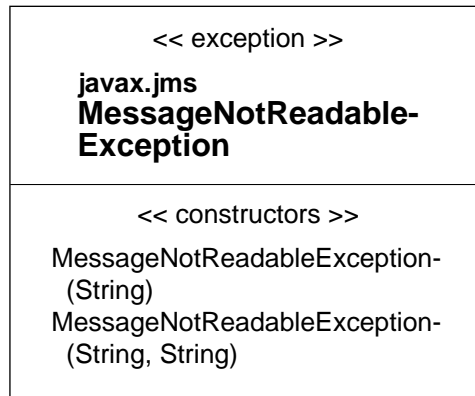 << exception >>
javax.jms
MessageNotReadable-
Exception
<< constructors >>
MessageNotReadableException-
(String)
MessageNotReadableException-
(String, String)